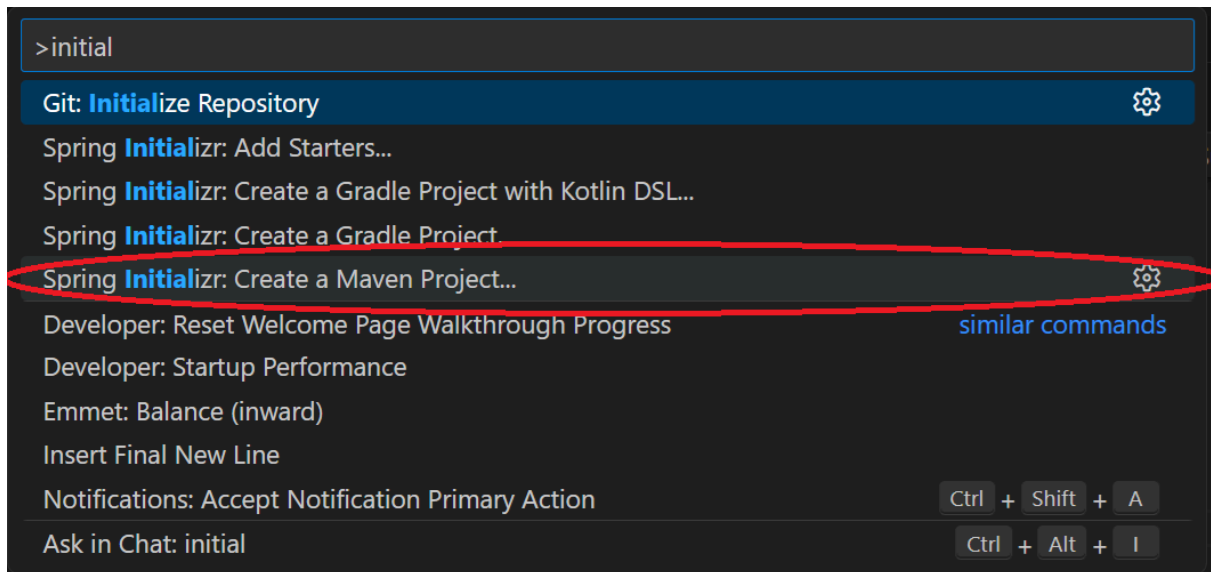 >initial
Git: Initialize Repository
Spring Initializr: Add Starters...
Spring Initializr: Create a Gradle Project with Kotlin DSL...
Spring Initializr: Create a Gradle Project.
Spring Initializr: Create a Maven Project...
Developer: Reset Welcome Page Walkthrough Progress similar commands
Developer: Startup Performance
Emmet: Balance (inward)
Insert Final New Line
Notifications: Accept Notification Primary Action Ctrl + Shift + A
Ask in Chat: initial Ctrl + Alt + I